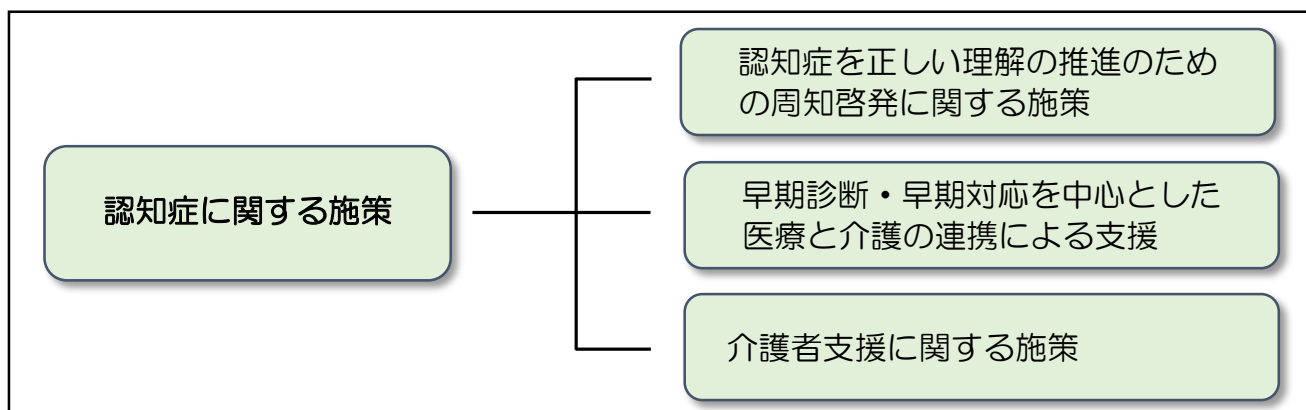 認知症に関する施策
認知症を正しい理解の推進のため
の周知啓発に関する施策
早期診断・早期対応を中心とした
医療と介護の連携による支援
介護者支援に関する施策